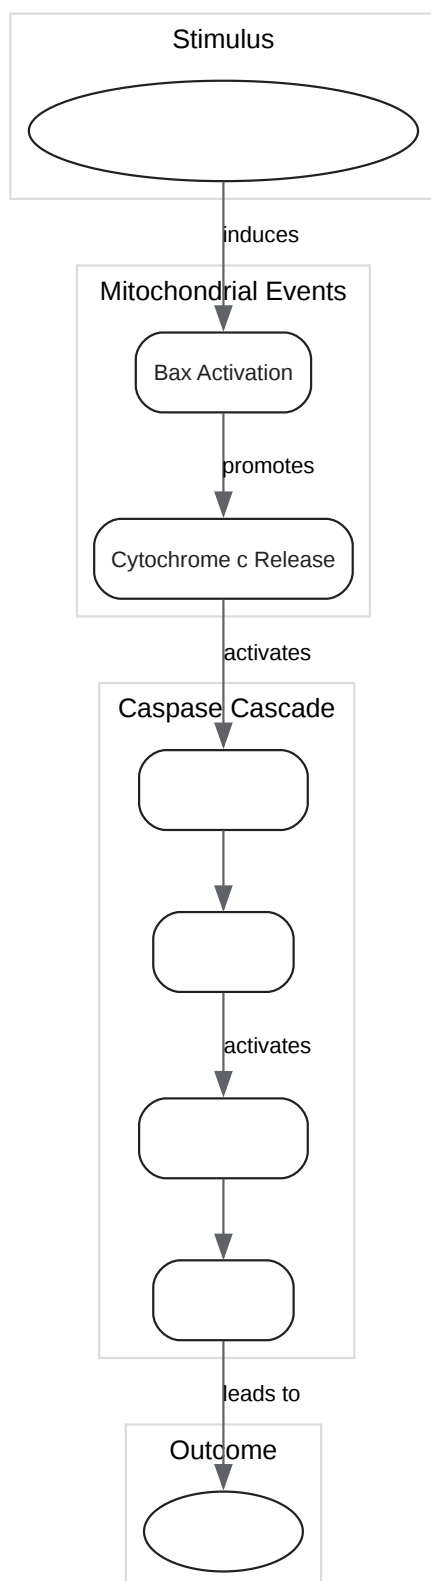 Stimulus
induces
Mitochondrial Events
Bax Activation
promotes
Cytochrome c Release
activates
Caspase Cascade
activates
leads to
Outcome